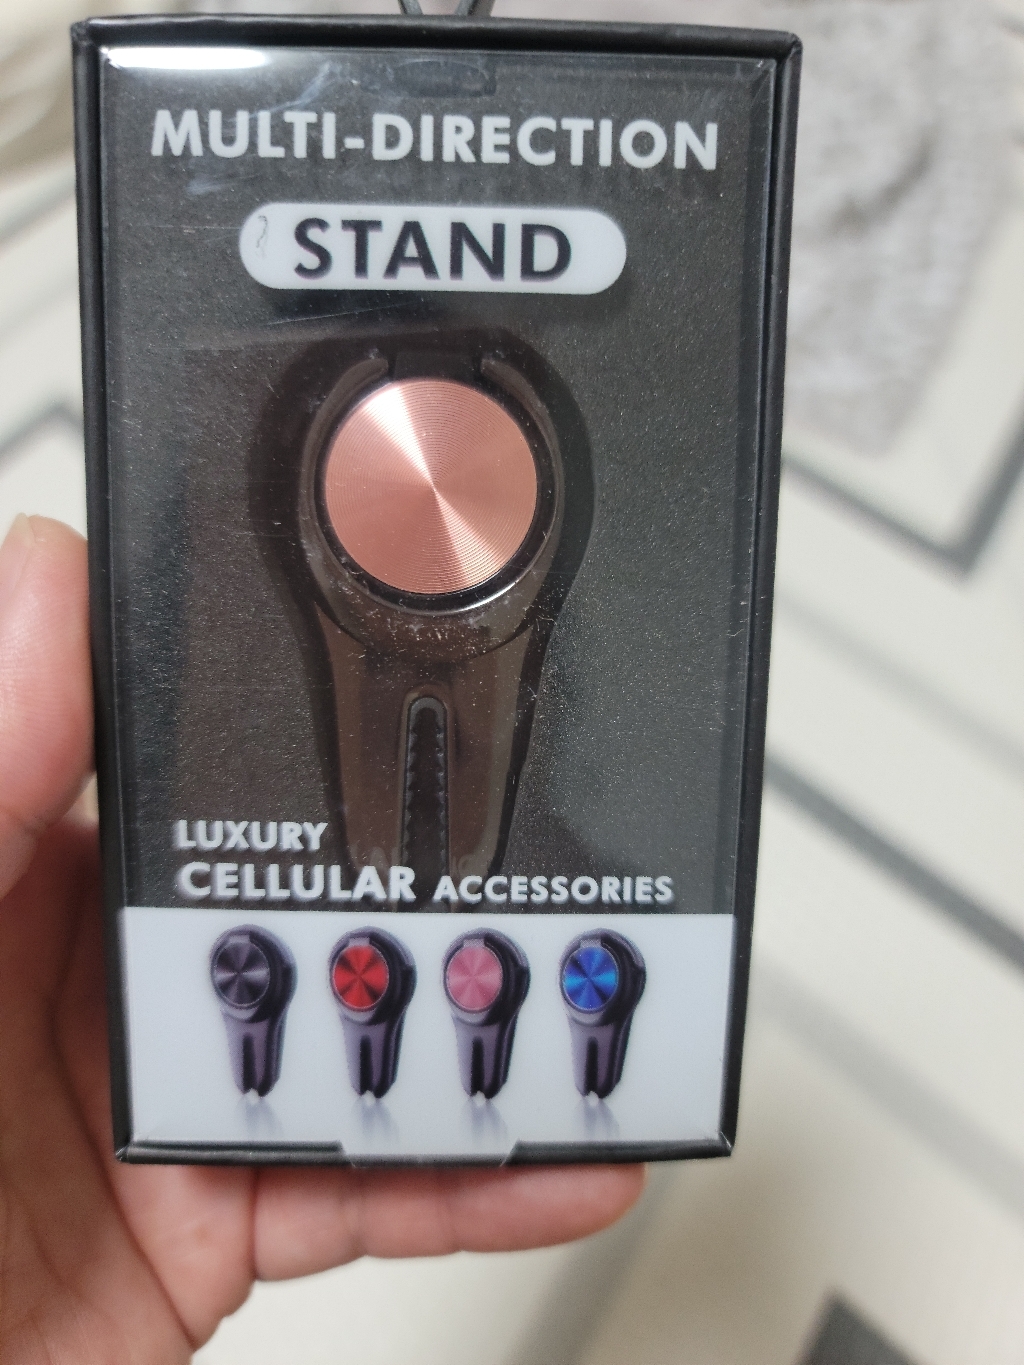 MULTI-DIRECTION
STAND
LUXURY
CELLULAR ACCESSORIES